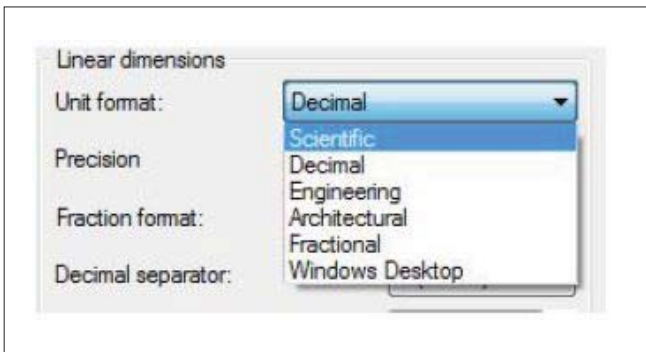 Linear dimensions
Unit format: Decimal
Scientific
Precision Decimal
Engineering
Fraction format: Architectural
Fractional
Decimal separator: Windows Desktop